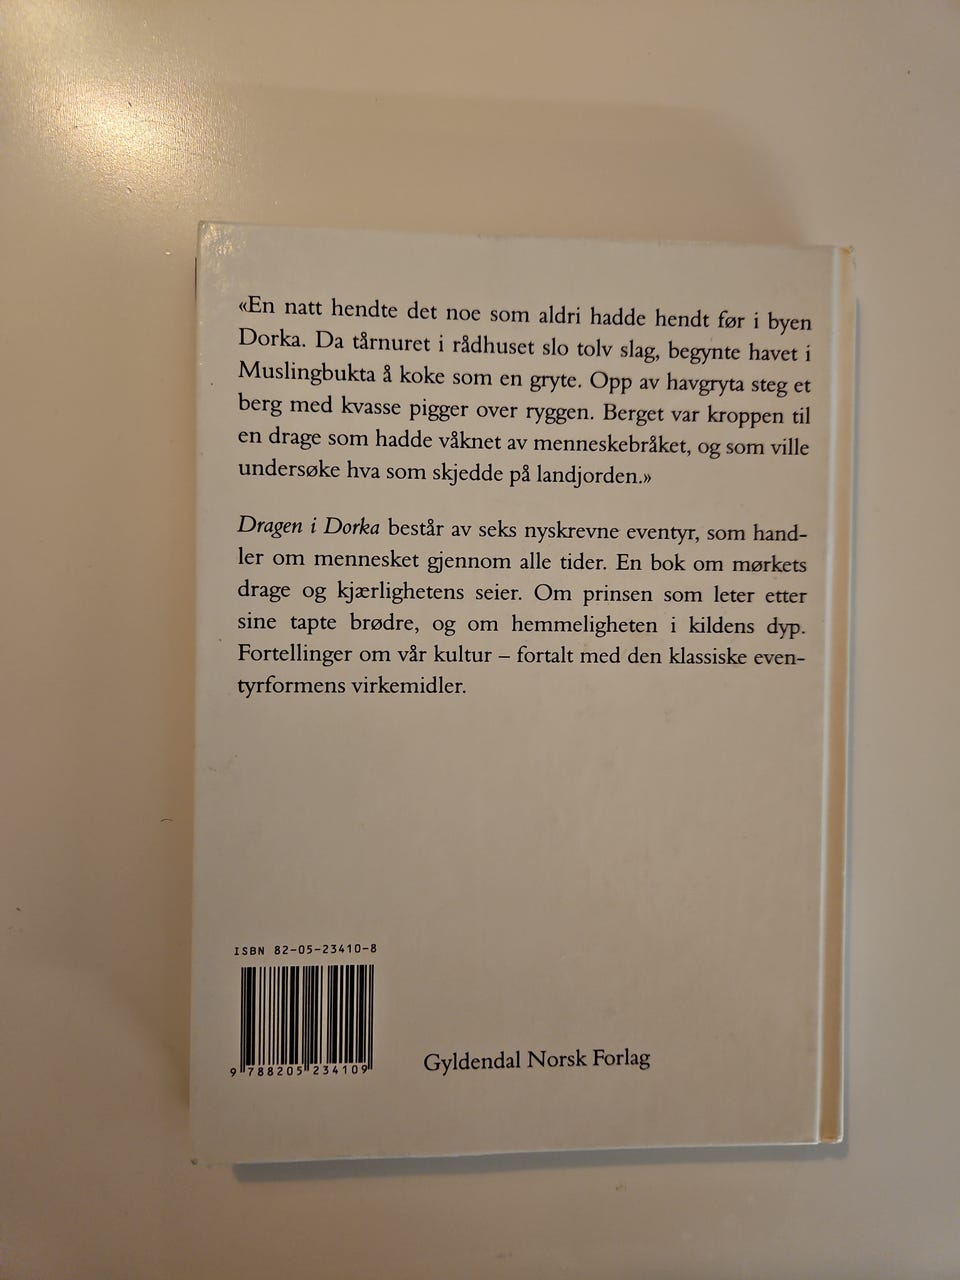 «En natt hendte det noe som aldri hadde hendt før i byen
Dorka. Da tårnuret i rådhuset slo tolv slag, begynte havet i
Muslingbukta å koke som en gryte. Opp av havgryta steg et
berg med kvasse pigger over ryggen. Berget var kroppen til
en drage som hadde våknet av menneskebråket, og som ville
undersøke hva som skjedde på landjorden.»
Dragen i Dorka består av seks nyskrevne eventyr, som hand-
ler om mennesket gjennom alle tider. En bok om mørkets
drage og kjærlighetens seier. Om prinsen som leter etter
sine tapte brødre, og om hemmeligheten i kildens dyp.
Fortellinger om vår kultur – fortalt med den klassiske even-
tyrformens virkemidler.
ISBN 82-05-23410-8
9 788205 234109
Gyldendal Norsk Forlag